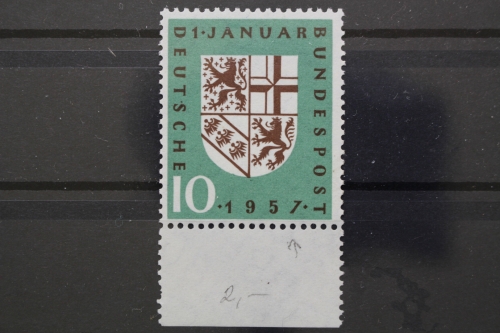 DEUTSCHE
1·JANUAR
BUNDESPOST
10
·1957·
2,-